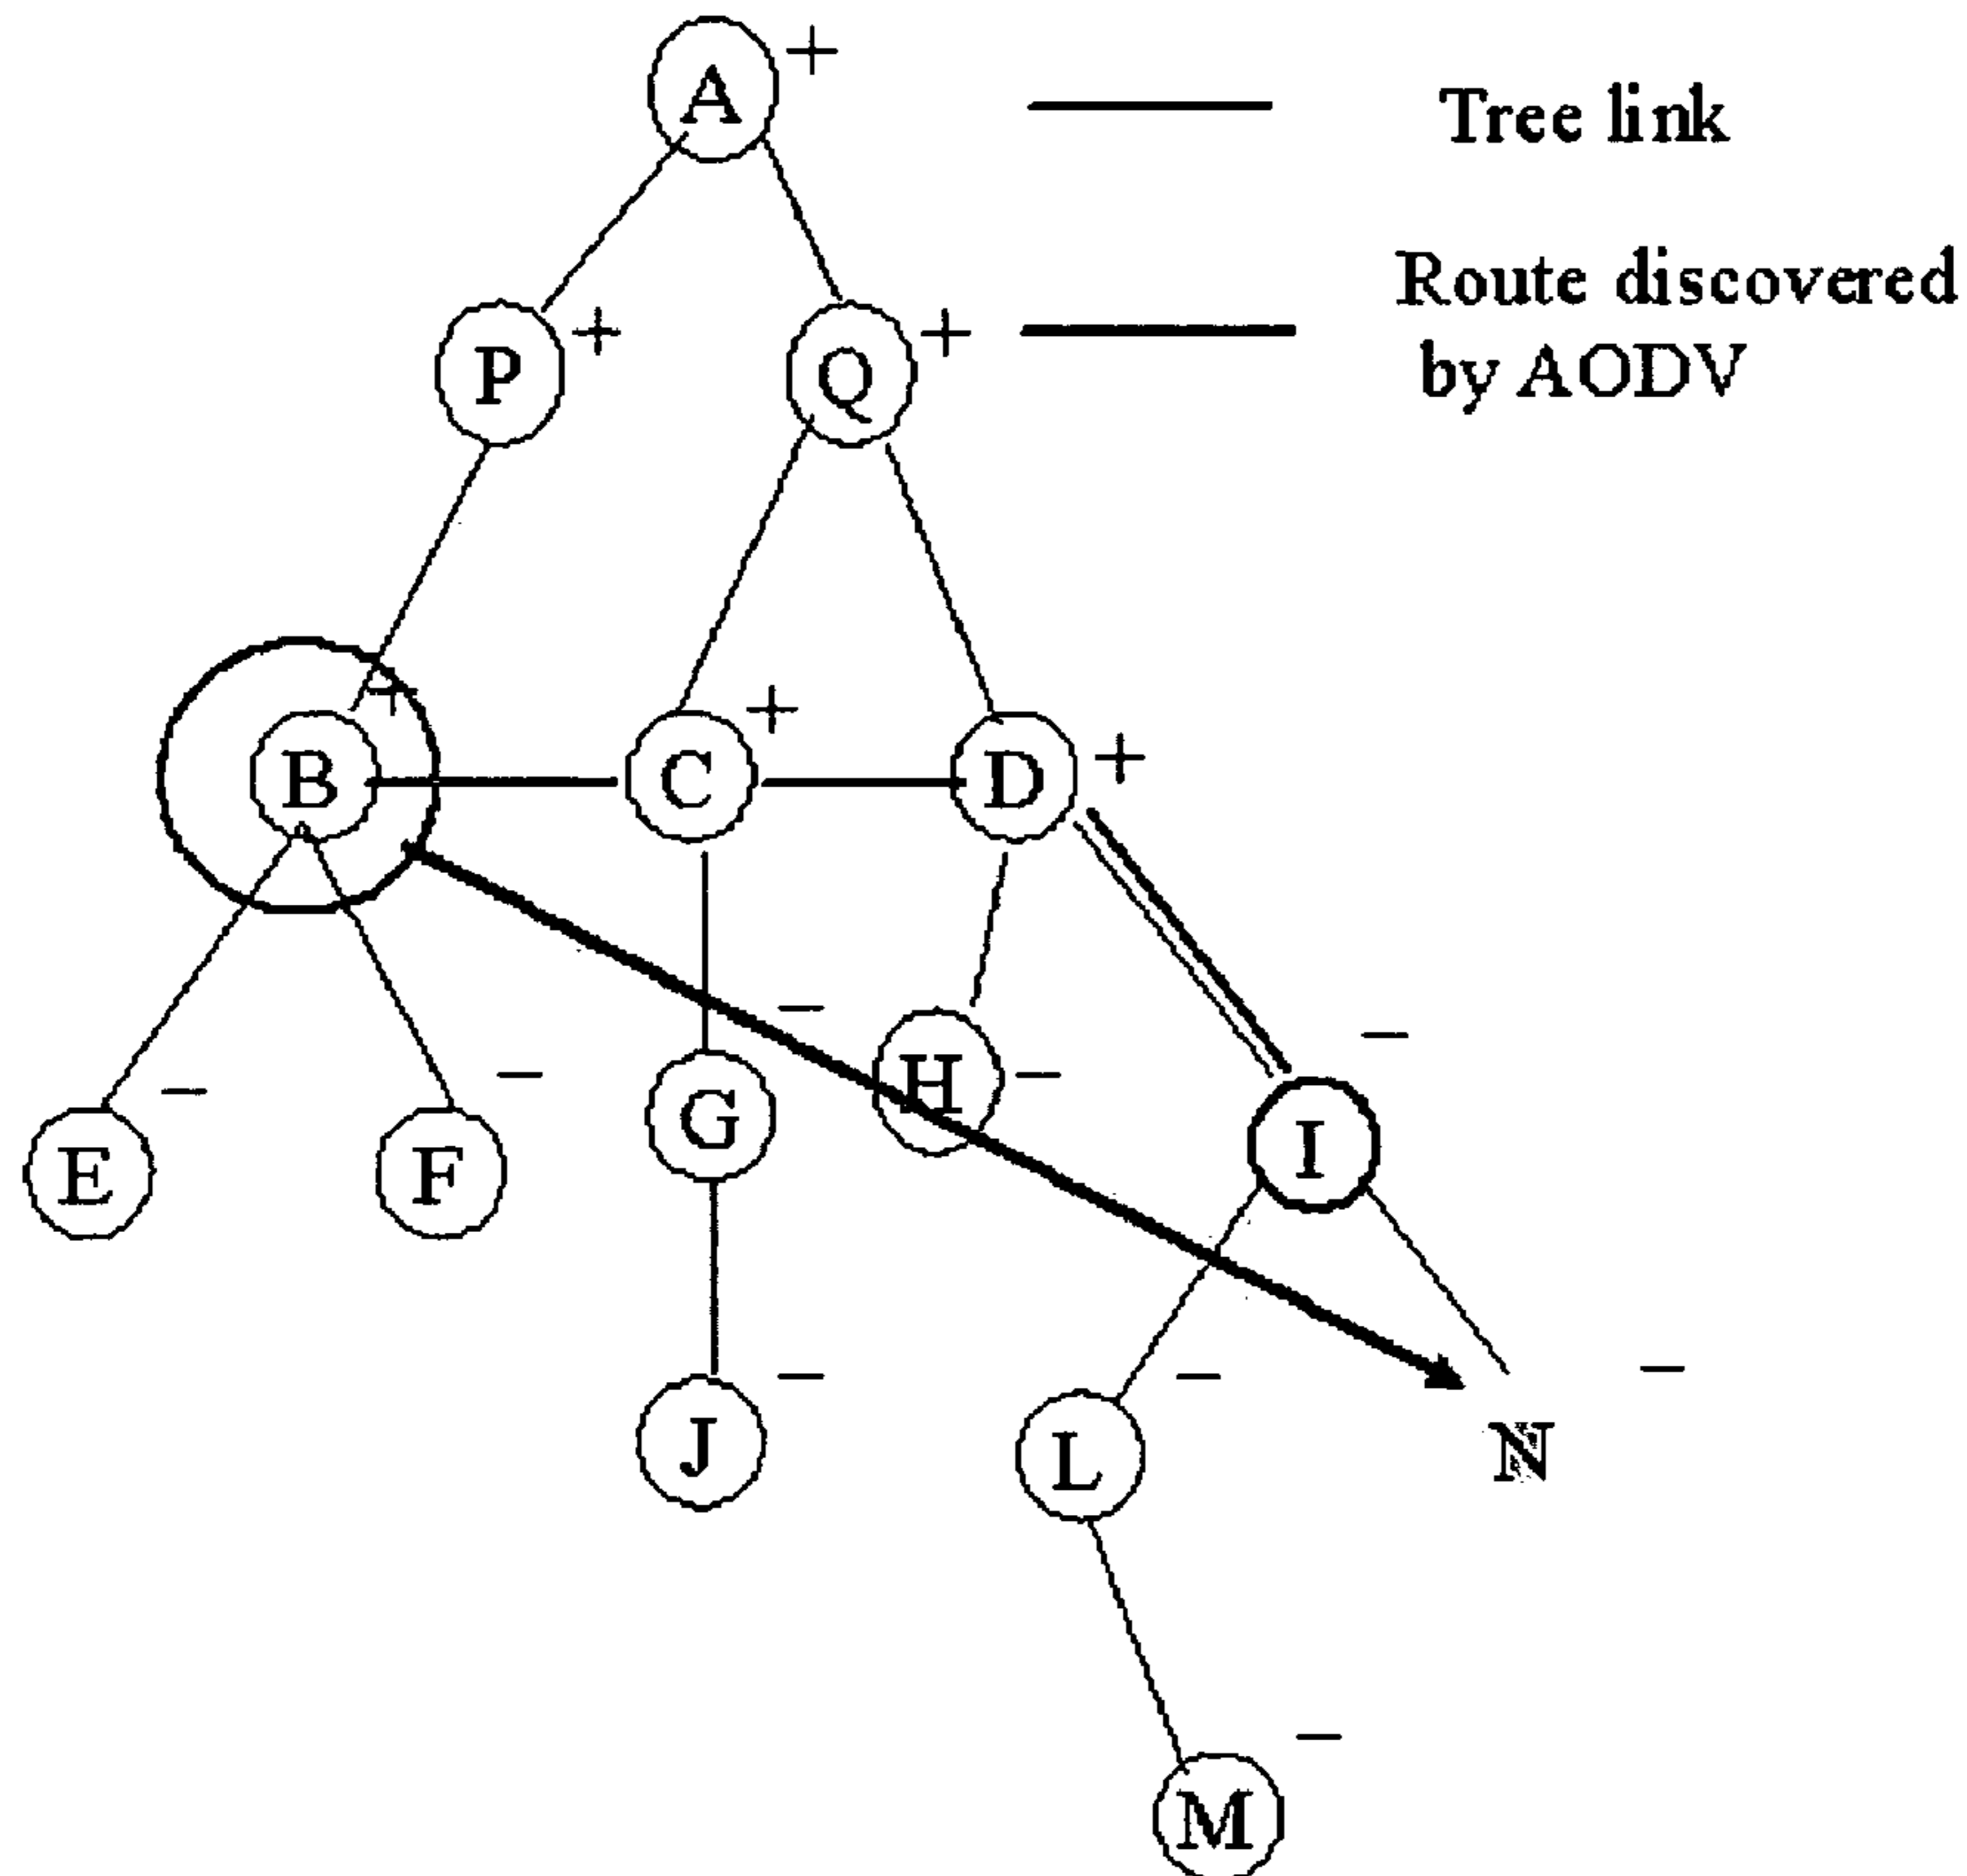 A +
Tree link
Route discovered
by AODV
P +
Q +
B +
C +
D +
E −
F −
G −
H −
I −
J −
L −
N −
M −